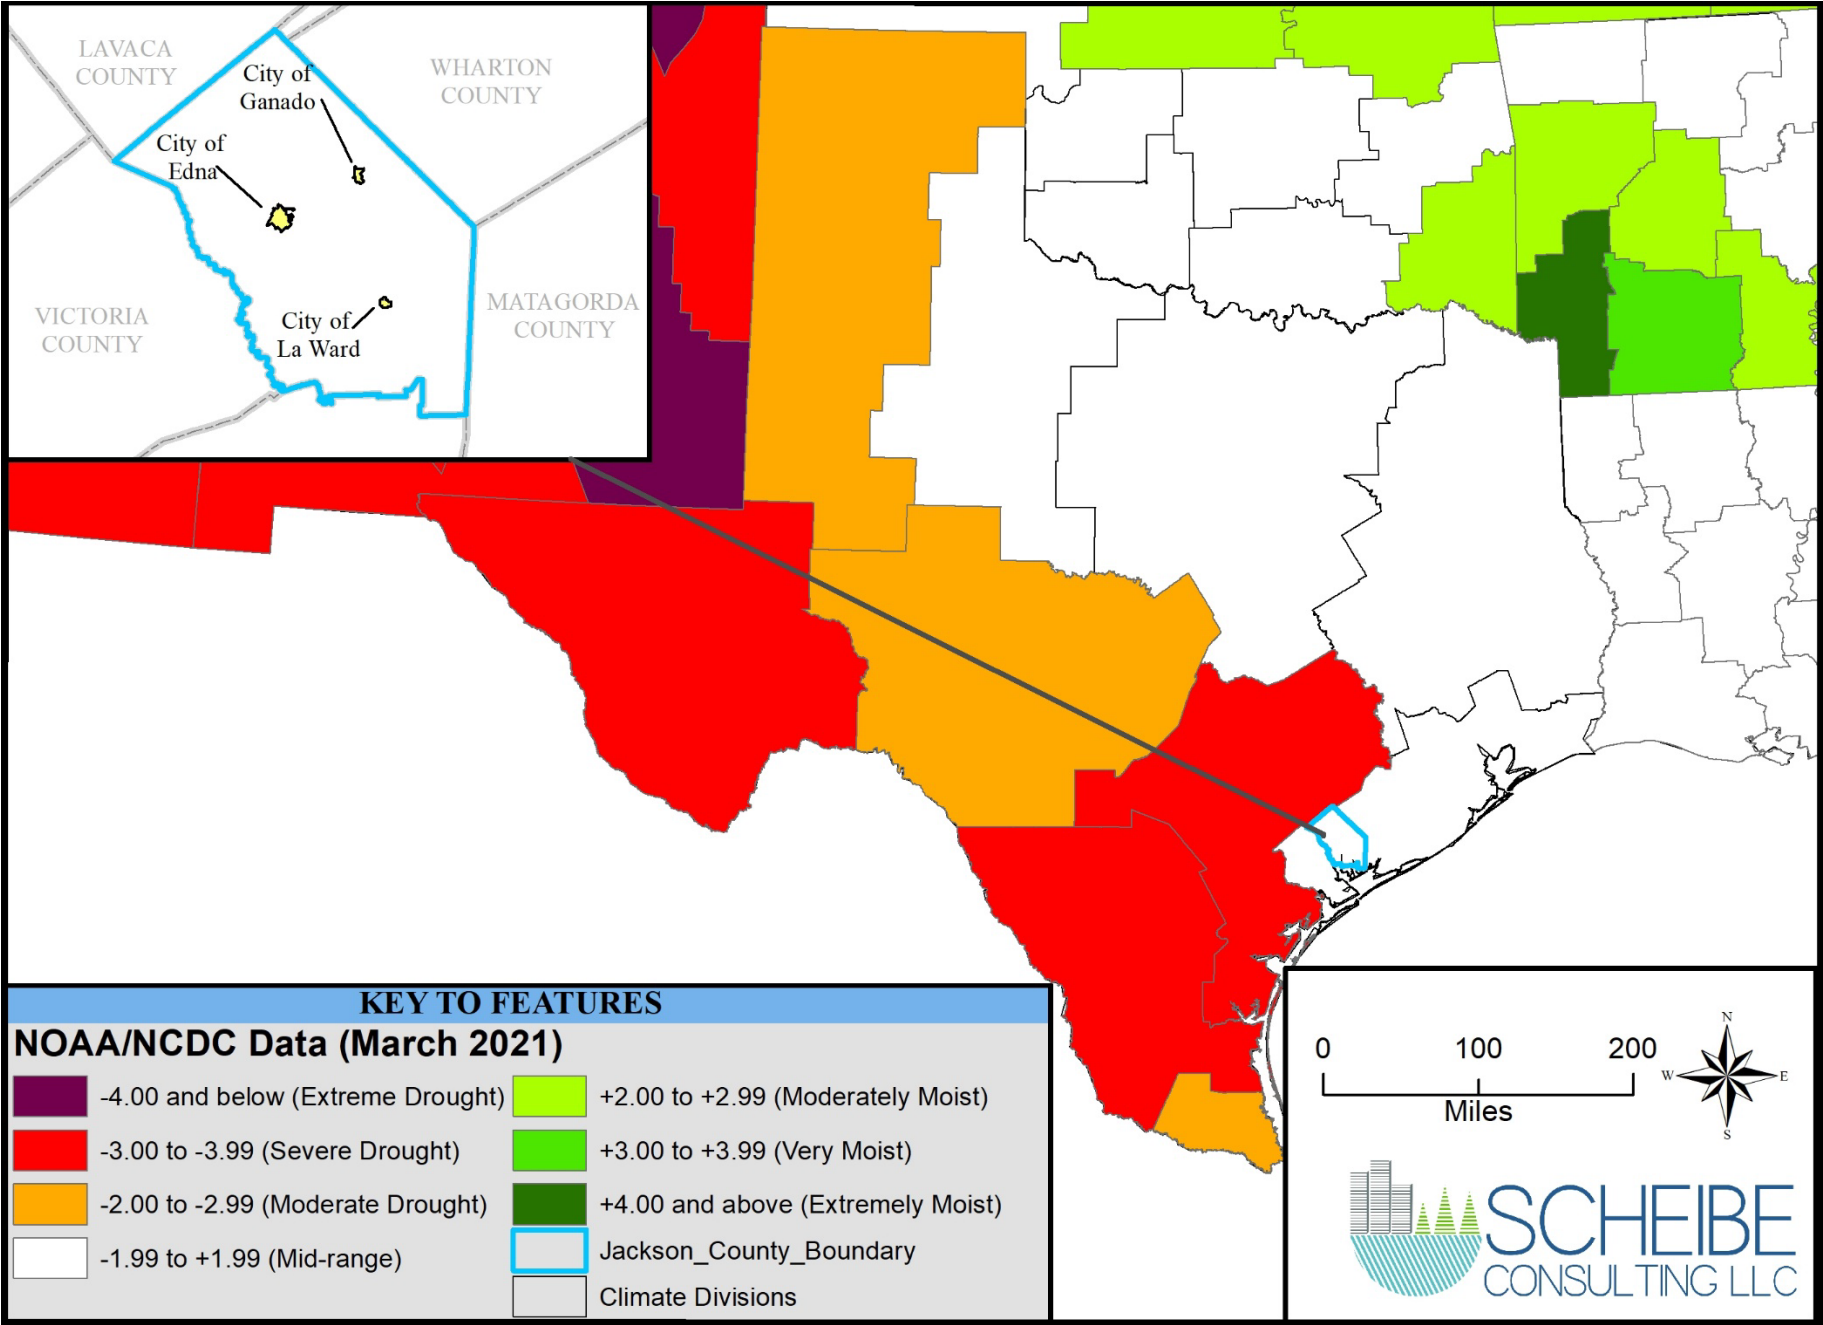 LAVACA
COUNTY
City of
Ganado
WHARTON
COUNTY
City of
Edna
VICTORIA
COUNTY
City of
La Ward
MATAGORDA
COUNTY
KEY TO FEATURES
NOAA/NCDC Data (March 2021)
-4.00 and below (Extreme Drought)
-3.00 to -3.99 (Severe Drought)
-2.00 to -2.99 (Moderate Drought)
-1.99 to +1.99 (Mid-range)
+2.00 to +2.99 (Moderately Moist)
+3.00 to +3.99 (Very Moist)
+4.00 and above (Extremely Moist)
Jackson_County_Boundary
Climate Divisions
0 100 200
Miles
N
W E
S
SCHEIBE
CONSULTING LLC